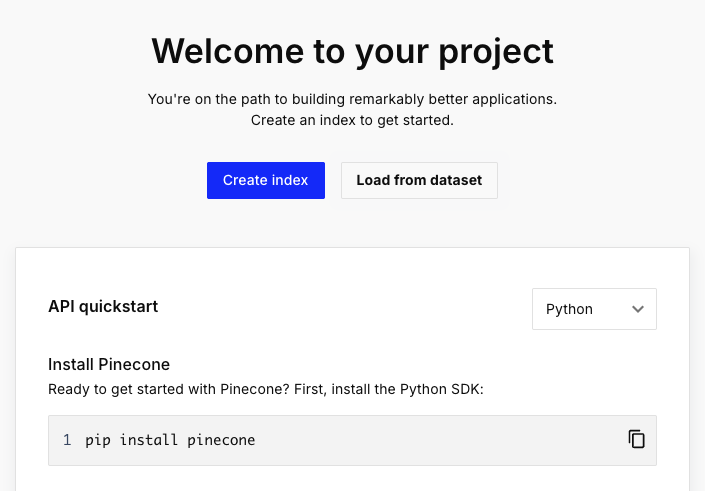 Welcome to your project
You're on the path to building remarkably better applications.
Create an index to get started.
Create index
Load from dataset
API quickstart
Python
Install Pinecone
Ready to get started with Pinecone? First, install the Python SDK:
1 pip install pinecone